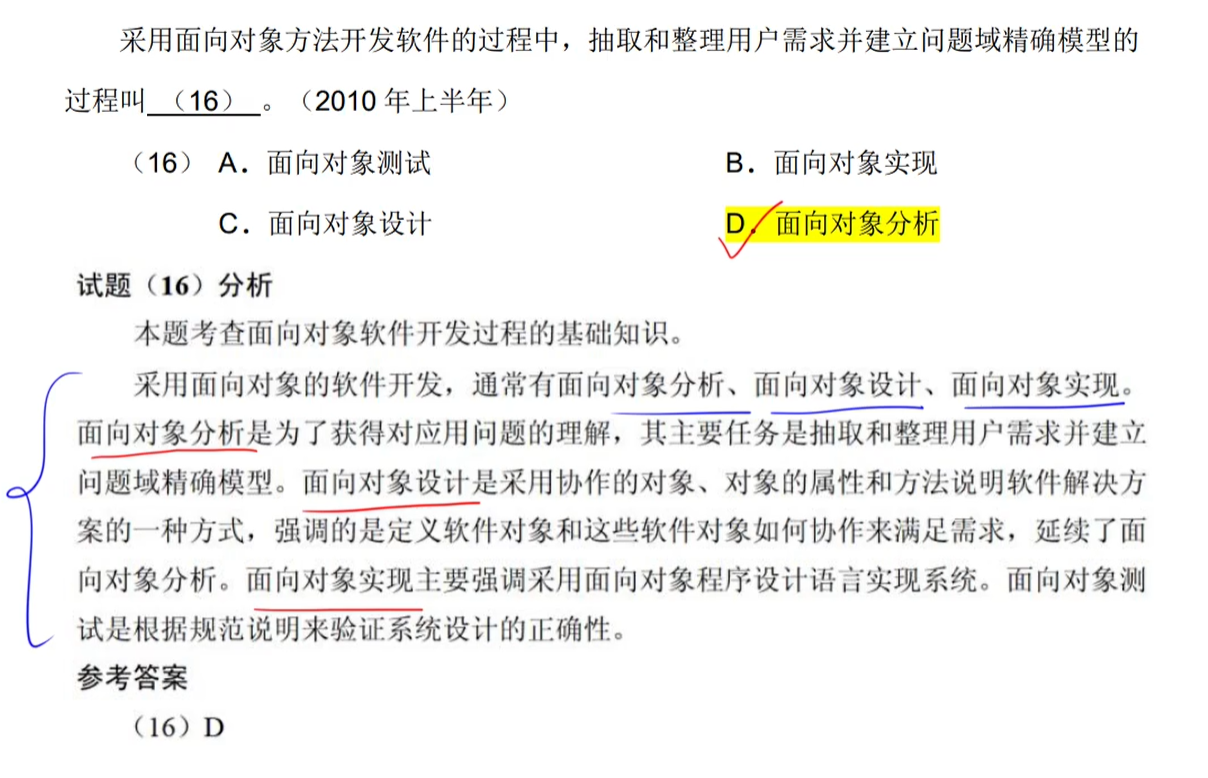 采用面向对象方法开发软件的过程中，抽取和整理用户需求并建立问题域精确模型的
过程叫 （16） 。（2010 年上半年）
（16） A．面向对象测试 B．面向对象实现
C．面向对象设计 D．面向对象分析
试题（16）分析
本题考查面向对象软件开发过程的基础知识。
采用面向对象的软件开发，通常有面向对象分析、面向对象设计、面向对象实现。
面向对象分析是为了获得对应用问题的理解，其主要任务是抽取和整理用户需求并建立
问题域精确模型。面向对象设计是采用协作的对象、对象的属性和方法说明软件解决方
案的一种方式，强调的是定义软件对象和这些软件对象如何协作来满足需求，延续了面
向对象分析。面向对象实现主要强调采用面向对象程序设计语言实现系统。面向对象测
试是根据规范说明来验证系统设计的正确性。
参考答案
（16）D